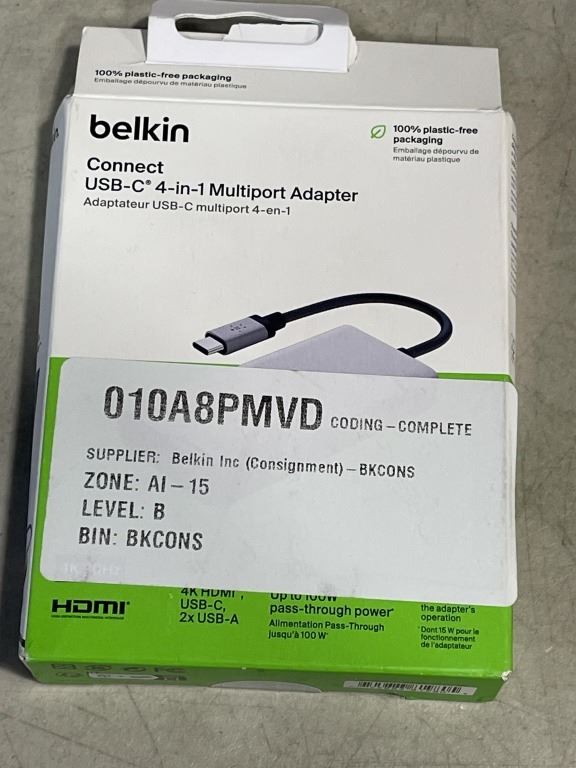 100% plastic-free packaging
Emballage dépourvu de matériau plastique
belkin
100% plastic-free
packaging
Emballage dépourvu de
matériau plastique
Connect
USB-C® 4-in-1 Multiport Adapter
Adaptateur USB-C multiport 4-en-1
010A8PMVD CODING-COMPLETE
SUPPLIER: Belkin Inc (Consignment)-BKCONS
ZONE: AI-15
LEVEL: B
BIN: BKCONS
HDMI®
4K HDMI®,
USB-C,
2x USB-A
Up to 100W
pass-through power*
Alimentation Pass-Through
jusqu'à 100 W*
the adapter's
operation
*Dont 15 W pour le
fonctionnement
de l'adaptateur